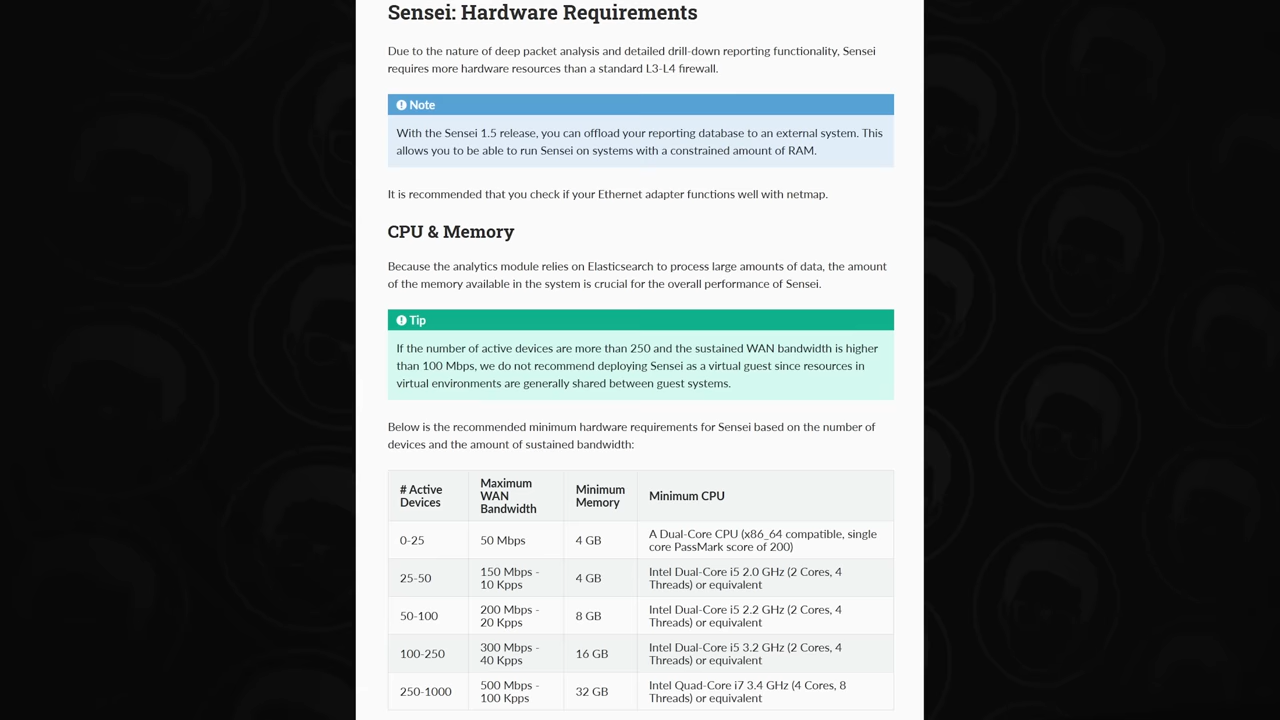 Sensei: Hardware Requirements
Due to the nature of deep packet analysis and detailed drill-down reporting functionality, Sensei
requires more hardware resources than a standard L3-L4 firewall.
Note
With the Sensei 1.5 release, you can offload your reporting database to an external system. This
allows you to be able to run Sensei on systems with a constrained amount of RAM.
It is recommended that you check if your Ethernet adapter functions well with netmap.
CPU & Memory
Because the analytics module relies on Elasticsearch to process large amounts of data, the amount
of the memory available in the system is crucial for the overall performance of Sensei.
Tip
If the number of active devices are more than 250 and the sustained WAN bandwidth is higher
than 100 Mbps, we do not recommend deploying Sensei as a virtual guest since resources in
virtual environments are generally shared between guest systems.
Below is the recommended minimum hardware requirements for Sensei based on the number of
devices and the amount of sustained bandwidth:
# Active
Devices
Maximum
WAN
Bandwidth
Minimum
Memory
Minimum CPU
0-25
50 Mbps
4 GB
A Dual-Core CPU (x86_64 compatible, single
core PassMark score of 200)
25-50
150 Mbps -
10 Kpps
4 GB
Intel Dual-Core i5 2.0 GHz (2 Cores, 4
Threads) or equivalent
50-100
200 Mbps -
20 Kpps
8 GB
Intel Dual-Core i5 2.2 GHz (2 Cores, 4
Threads) or equivalent
100-250
300 Mbps -
40 Kpps
16 GB
Intel Dual-Core i5 3.2 GHz (2 Cores, 4
Threads) or equivalent
250-1000
500 Mbps -
100 Kpps
32 GB
Intel Quad-Core i7 3.4 GHz (4 Cores, 8
Threads) or equivalent